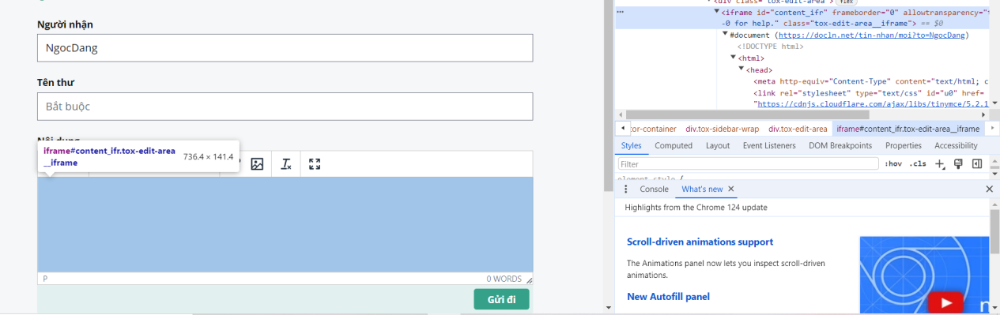 <div class="tox-edit-area"> flex
Người nhận
NgocDang
Tên thư
Bắt buộc
Nội dung
iframe#content_ifr.tox-edit-area
__iframe
736.4 × 141.4
P
0 WORDS
Gửi đi
<iframe id="content_ifr" frameborder="0" allowtransparency="
-0 for help." class="tox-edit-area__iframe"> == $0
#document (https://docln.net/tin-nhan/moi?to=NgocDang)
<!DOCTYPE html>
<html>
<head>
<meta http-equiv="Content-Type" content="text/html; c
<link rel="stylesheet" type="text/css" id="u0" href=
"https://cdnjs.cloudflare.com/ajax/libs/tinymce/5.2.1
tor-container div.tox-sidebar-wrap div.tox-edit-area iframe#content_ifr.tox-edit-area__iframe
Styles Computed Layout Event Listeners DOM Breakpoints Properties Accessibility
Filter :hov .cls
element.style {
Console What's new
Highlights from the Chrome 124 update
Scroll-driven animations support
The Animations panel now lets you inspect scroll-driven
animations.
New Autofill panel